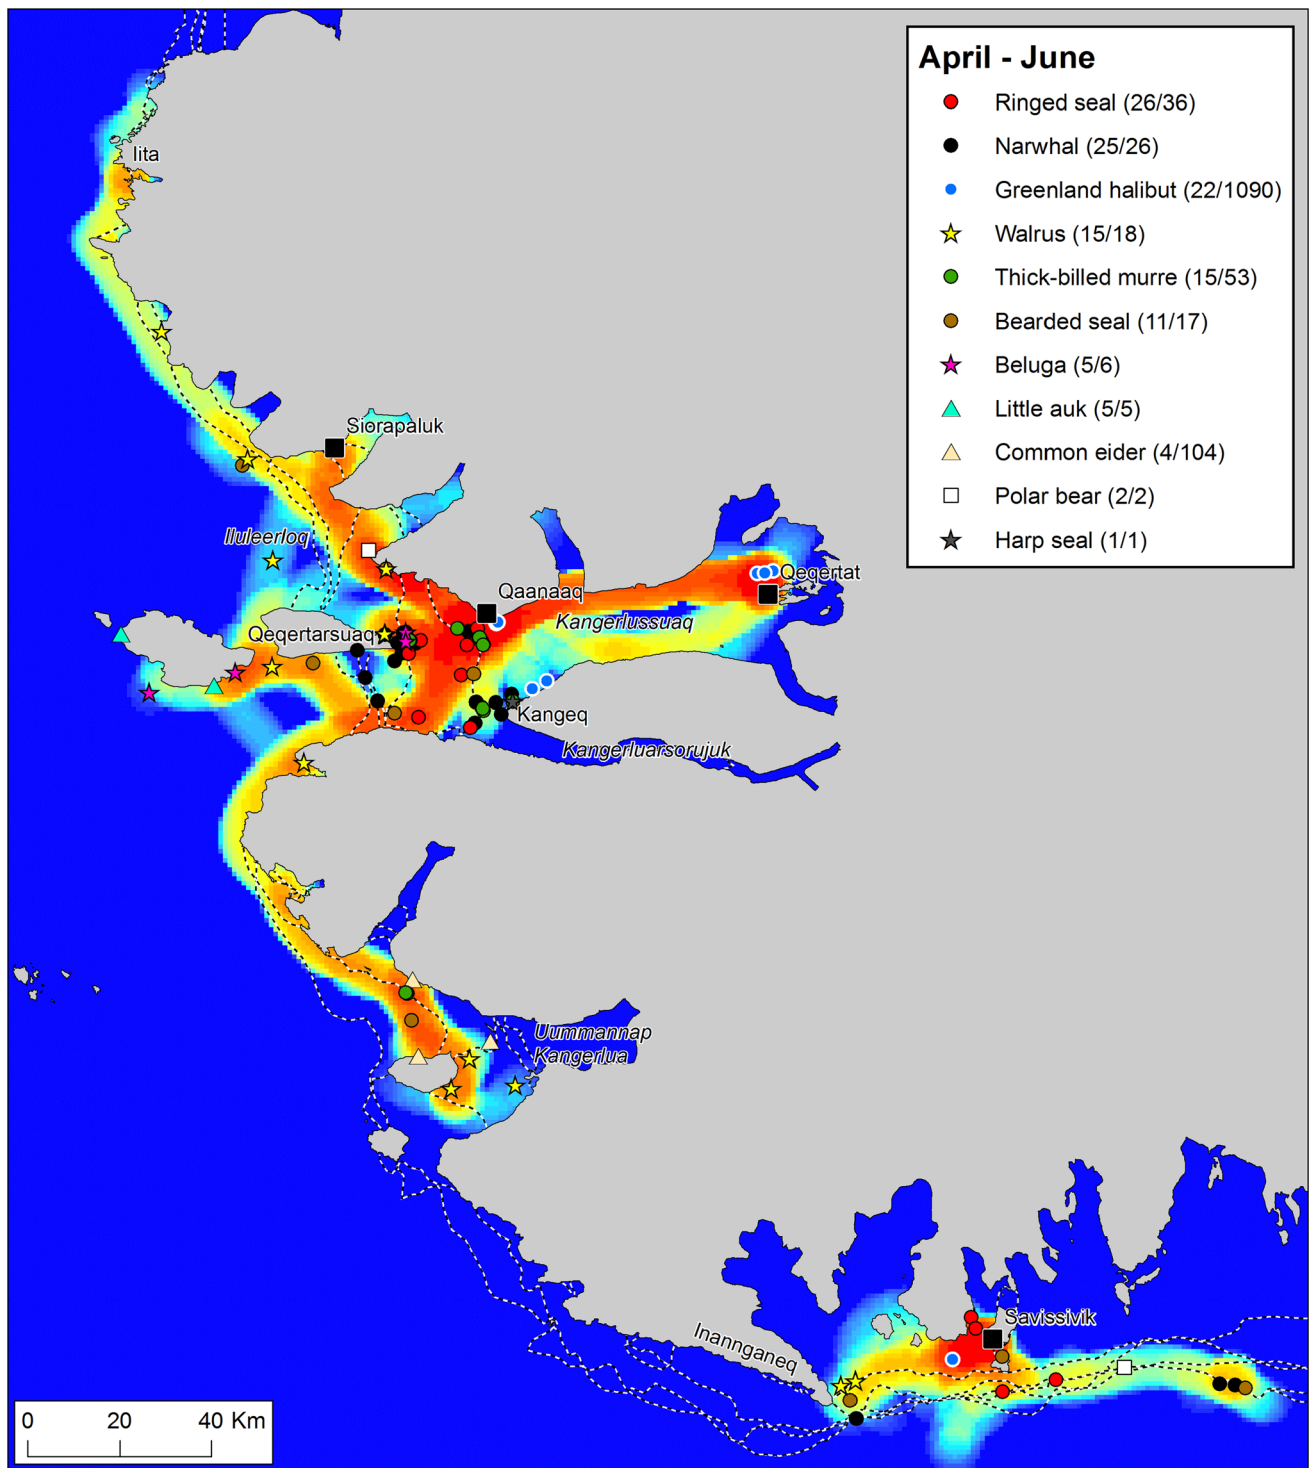 April - June
Ringed seal (26/36)
Narwhal (25/26)
Greenland halibut (22/1090)
Walrus (15/18)
Thick-billed murre (15/53)
Bearded seal (11/17)
Beluga (5/6)
Little auk (5/5)
Common eider (4/104)
Polar bear (2/2)
Harp seal (1/1)
Iita
Siorapaluk
Iluleerloq
Qeqertat
Qaanaaq
Kangerlussuaq
Qeqertarsuaq
Kangeq
Kangerluarsorujuk
Uummannap
Kangerlua
Savissivik
Inannganeq
0 20 40 Km